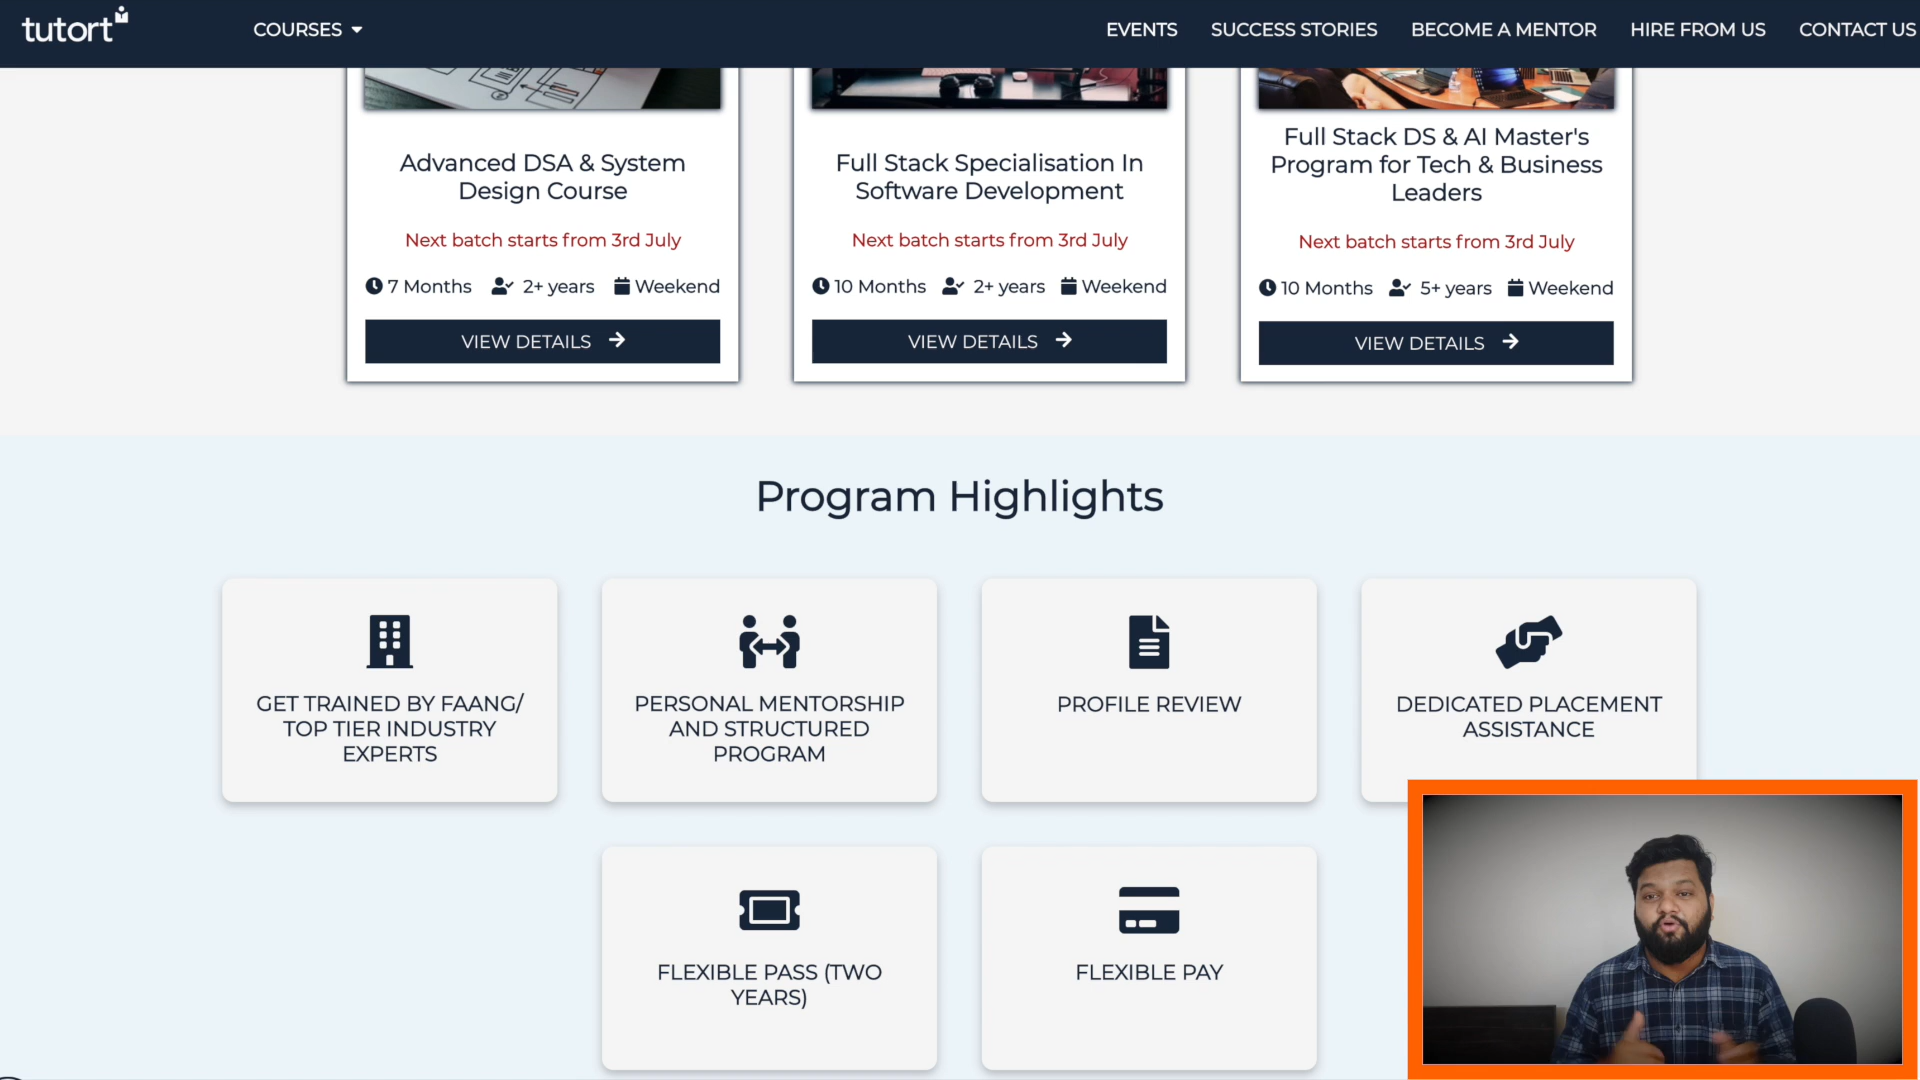 tutort
COURSES
EVENTS
SUCCESS STORIES
BECOME A MENTOR
HIRE FROM US
CONTACT US
Advanced DSA & System
Design Course
Next batch starts from 3rd July
7 Months
2+ years
Weekend
VIEW DETAILS
Full Stack Specialisation In
Software Development
Next batch starts from 3rd July
10 Months
2+ years
Weekend
VIEW DETAILS
Full Stack DS & AI Master's
Program for Tech & Business
Leaders
Next batch starts from 3rd July
10 Months
5+ years
Weekend
VIEW DETAILS
Program Highlights
GET TRAINED BY FAANG/
TOP TIER INDUSTRY
EXPERTS
PERSONAL MENTORSHIP
AND STRUCTURED
PROGRAM
PROFILE REVIEW
DEDICATED PLACEMENT
ASSISTANCE
FLEXIBLE PASS (TWO
YEARS)
FLEXIBLE PAY